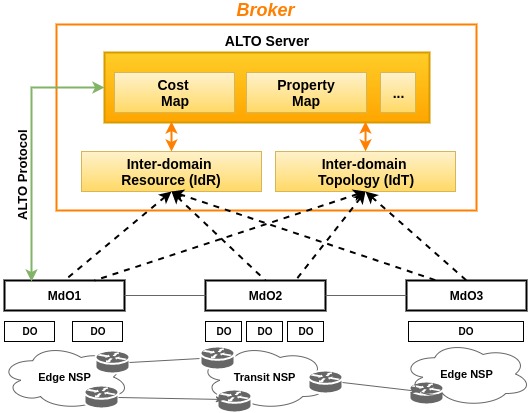 Broker
ALTO Server
Cost
Map
Property
Map
...
Inter-domain
Resource (IdR)
Inter-domain
Topology (IdT)
ALTO Protocol
MdO1
MdO2
MdO3
DO
DO
DO
DO
DO
DO
Edge NSP
Transit NSP
Edge NSP